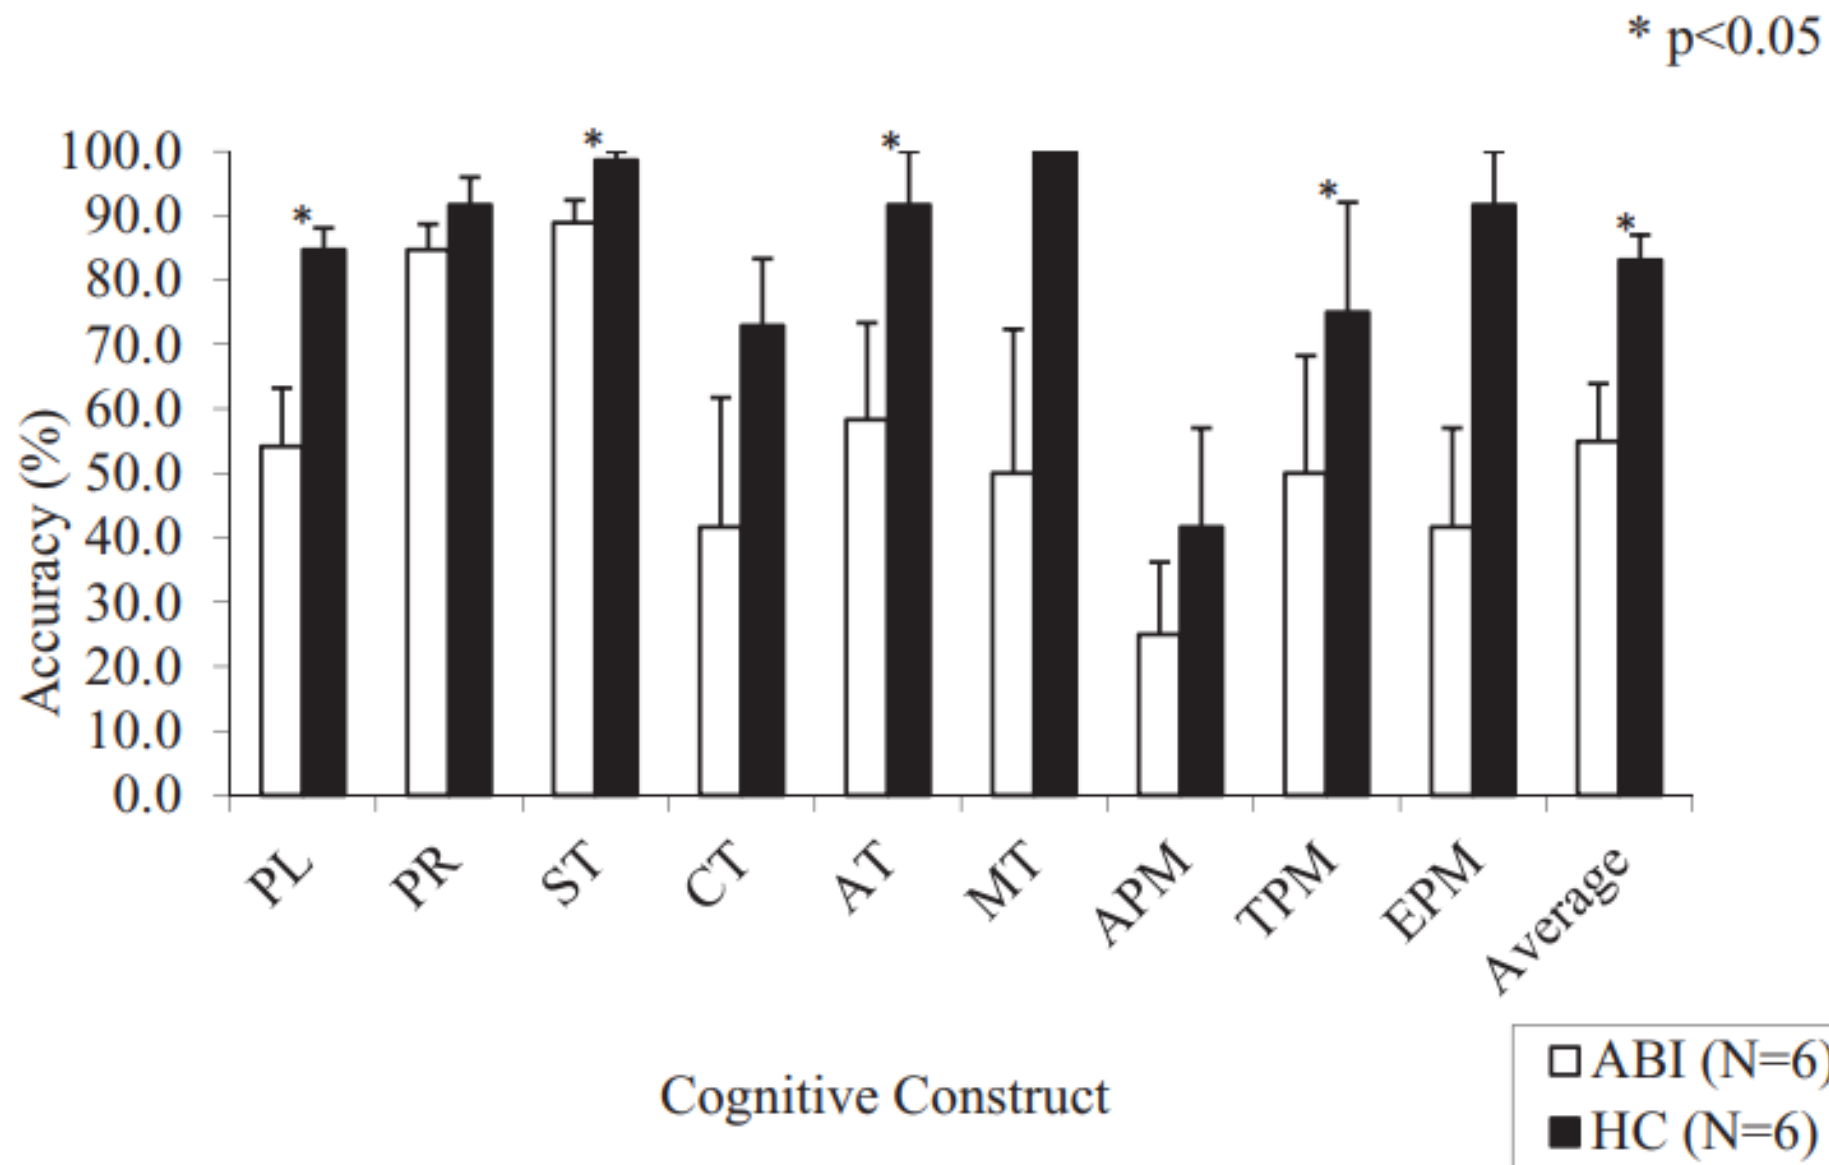 * p<0.05
100.0
90.0
80.0
70.0
60.0
50.0
40.0
30.0
20.0
10.0
0.0
Accuracy (%)
*
*
*
*
*
PL
PR
ST
CT
AT
MT
APM
TPM
EPM
Average
Cognitive Construct
ABI (N=6)
HC (N=6)